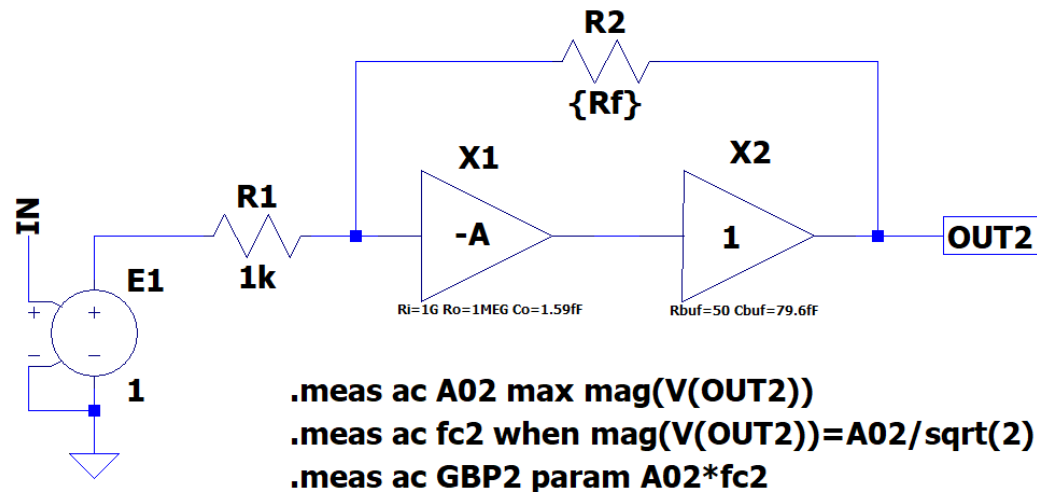 R2
{Rf}
X1
X2
IN
R1
-A
1
OUT2
1k
E1
Ri=1G Ro=1MEG Co=1.59fF
Rbuf=50 Cbuf=79.6fF
1
.meas ac A02 max mag(V(OUT2))
.meas ac fc2 when mag(V(OUT2))=A02/sqrt(2)
.meas ac GBP2 param A02*fc2